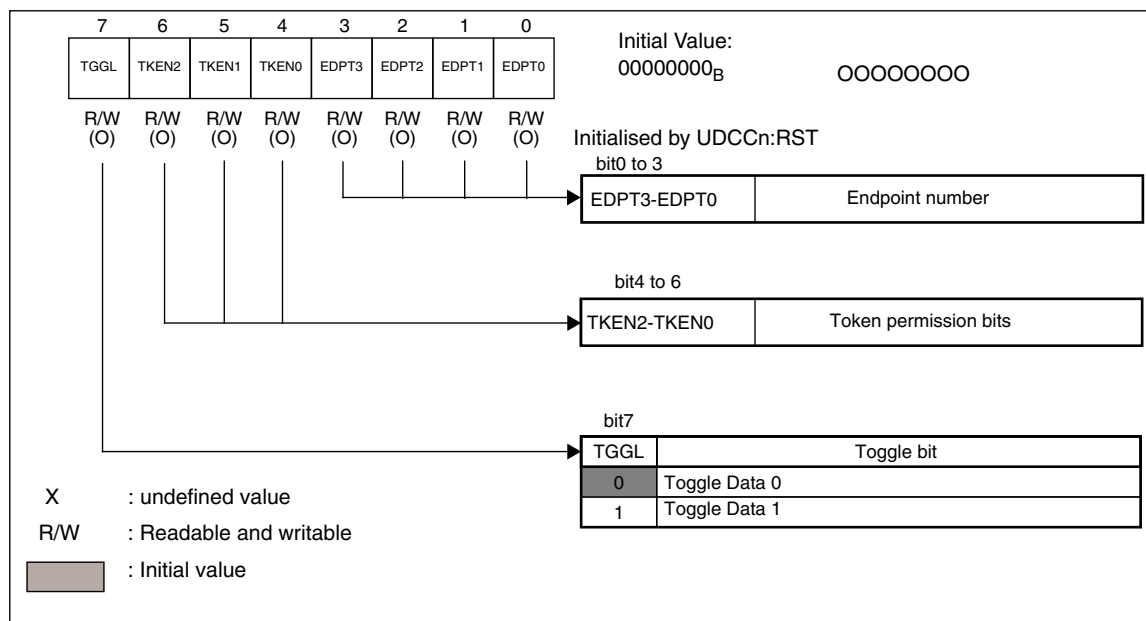 7 6 5 4 3 2 1 0
TGGL TKEN2 TKEN1 TKEN0 EDPT3 EDPT2 EDPT1 EDPT0
R/W R/W R/W R/W R/W R/W R/W R/W
(O) (O) (O) (O) (O) (O) (O) (O)
Initial Value:
00000000B OOOOOOOO
Initialised by UDCCn:RST
bit0 to 3
EDPT3-EDPT0 Endpoint number
bit4 to 6
TKEN2-TKEN0 Token permission bits
bit7
TGGL Toggle bit
0 Toggle Data 0
1 Toggle Data 1
X : undefined value
R/W : Readable and writable
: Initial value